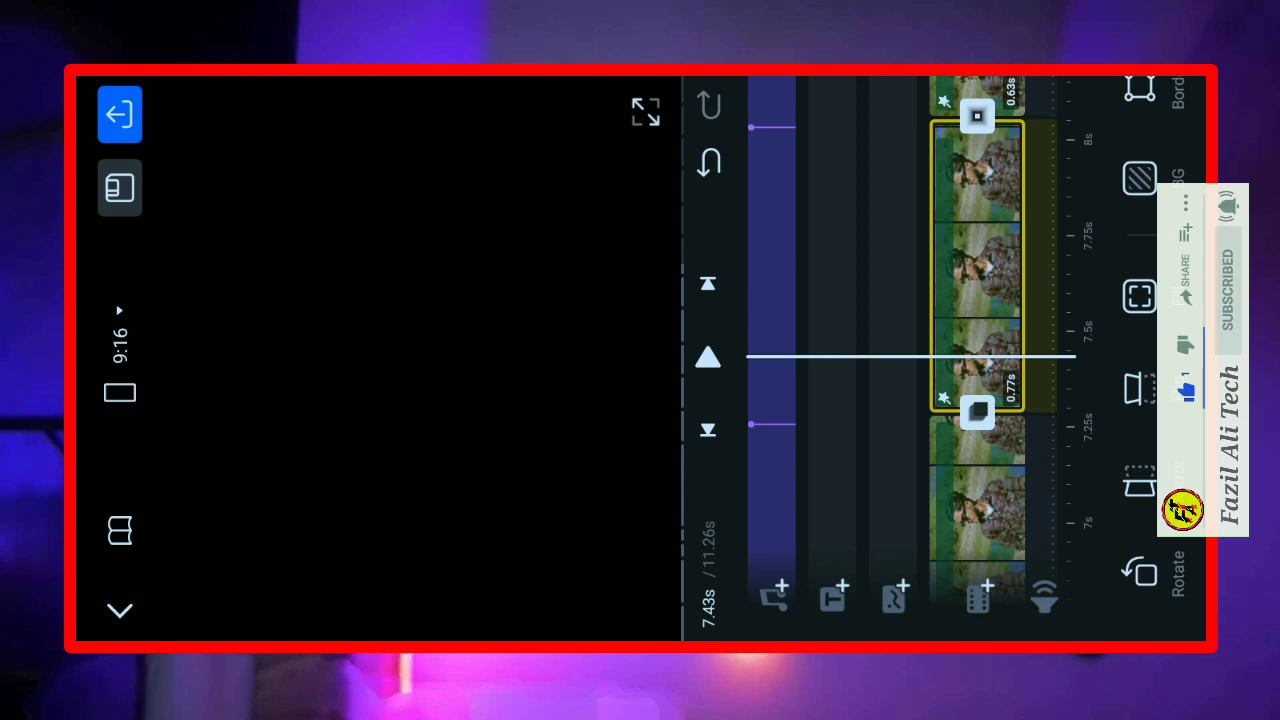 9:16
7.43s / 11.26s
0.63s
0.77s
8s
7.75s
7.5s
7.25s
7s
Bord
BG
Rotate
SHARE
1
SUBSCRIBED
Fazil Ali Tech